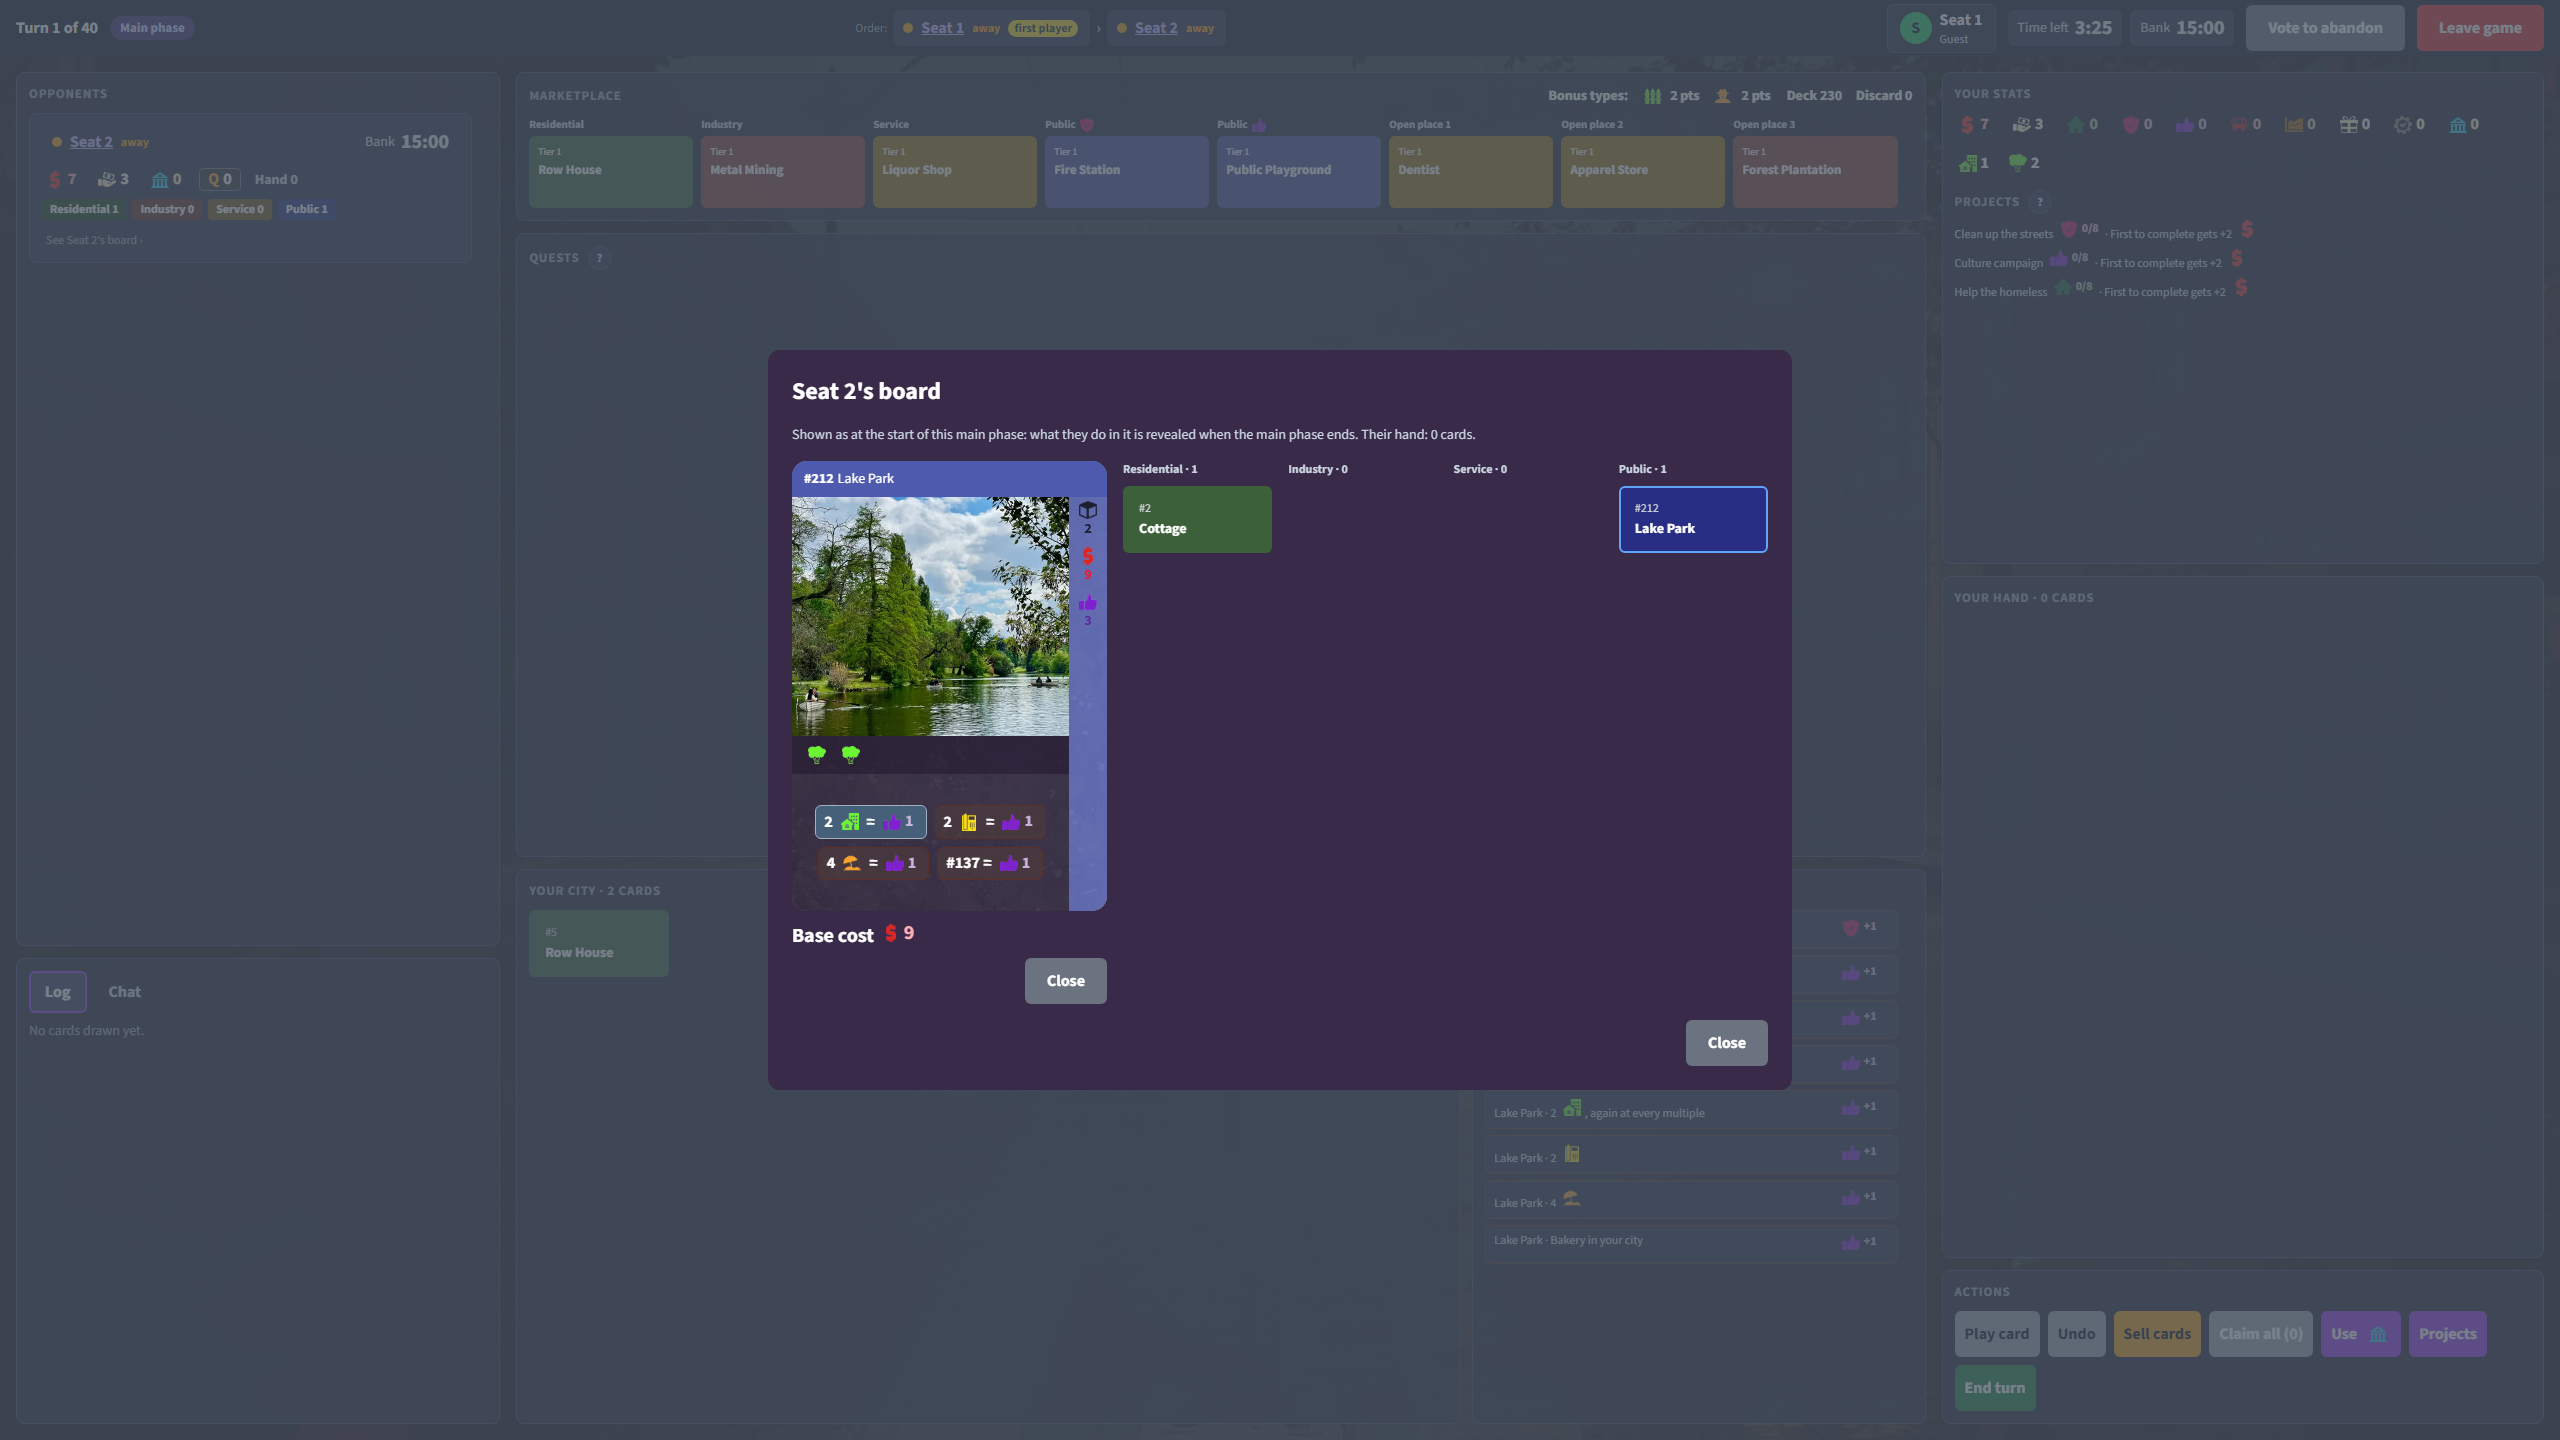 Turn 1 of 40 Main phase
Order: Seat 1 away first player › Seat 2 away
S Seat 1 Guest
Time left 3:25 Bank 15:00
Vote to abandon
Leave game
OPPONENTS
Seat 2 away Bank 15:00
7 3 0 Q 0 Hand 0
Residential 1 Industry 0 Service 0 Public 1
See Seat 2's board ›
MARKETPLACE
Bonus types: 2 pts 2 pts Deck 230 Discard 0
Residential Industry Service Public Public Open place 1 Open place 2 Open place 3
Tier 1 Tier 1 Tier 1 Tier 1 Tier 1 Tier 1 Tier 1 Tier 1
Row House Metal Mining Liquor Shop Fire Station Public Playground Dentist Apparel Store Forest Plantation
QUESTS ?
YOUR STATS
$ 7 3 0 0 0 0 0 0 0 0
1 2
PROJECTS ?
Clean up the streets 0/8 · First to complete gets +2 $
Culture campaign 0/8 · First to complete gets +2 $
Help the homeless 0/8 · First to complete gets +2 $
Seat 2's board
Shown as at the start of this main phase: what they do in it is revealed when the main phase ends. Their hand: 0 cards.
#212 Lake Park
2
$
9
3
2 = 1 2 = 1
4 = 1 #137 = 1
Base cost $ 9
Close
Residential · 1 Industry · 0 Service · 0 Public · 1
#2
Cottage
#212
Lake Park
Close
YOUR HAND · 0 CARDS
YOUR CITY · 2 CARDS
#5
Row House
Log Chat
No cards drawn yet.
+1
+1
+1
+1
Lake Park · 2 , again at every multiple +1
Lake Park · 2 +1
Lake Park · 4 +1
Lake Park · Bakery in your city +1
ACTIONS
Play card Undo Sell cards Claim all (0) Use Projects
End turn